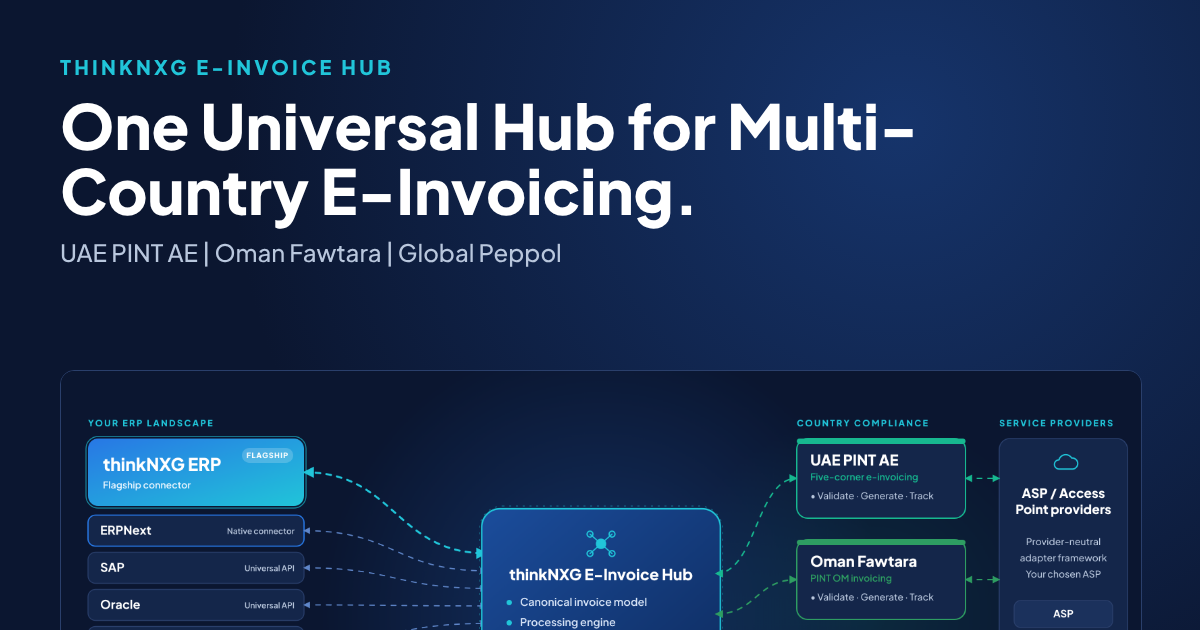 THINKNXG E-INVOICE HUB
One Universal Hub for Multi-
Country E-Invoicing.
UAE PINT AE | Oman Fawtara | Global Peppol
YOUR ERP LANDSCAPE
thinkNXG ERP
FLAGSHIP
Flagship connector
ERPNext
Native connector
SAP
Universal API
Oracle
Universal API
thinkNXG E-Invoice Hub
• Canonical invoice model
• Processing engine
COUNTRY COMPLIANCE
UAE PINT AE
Five-corner e-invoicing
• Validate · Generate · Track
Oman Fawtara
PINT OM invoicing
• Validate · Generate · Track
SERVICE PROVIDERS
ASP / Access
Point providers
Provider-neutral
adapter framework
Your chosen ASP
ASP